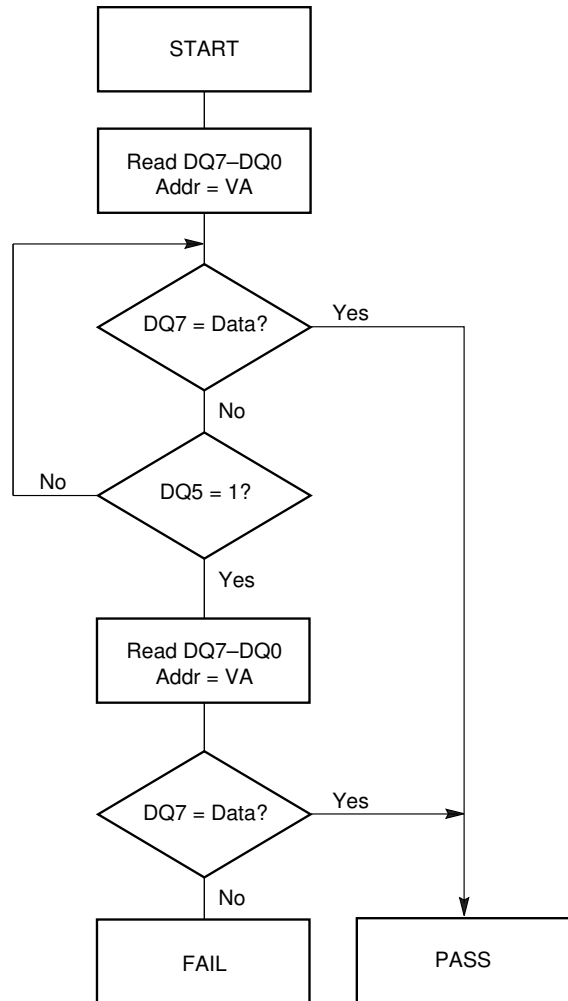 START
Read DQ7–DQ0
Addr = VA
DQ7 = Data?
Yes
No
No
DQ5 = 1?
Yes
Read DQ7–DQ0
Addr = VA
DQ7 = Data?
Yes
No
FAIL
PASS